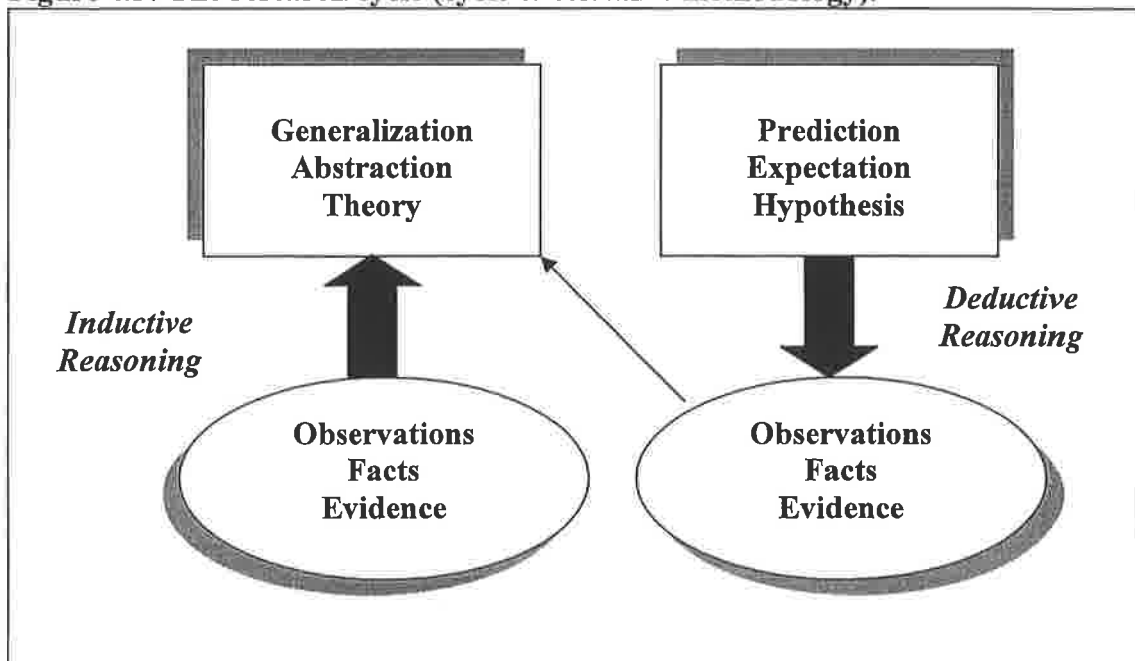 Generalization
Abstraction
Theory
Prediction
Expectation
Hypothesis
Inductive
Reasoning
Deductive
Reasoning
Observations
Facts
Evidence
Observations
Facts
Evidence